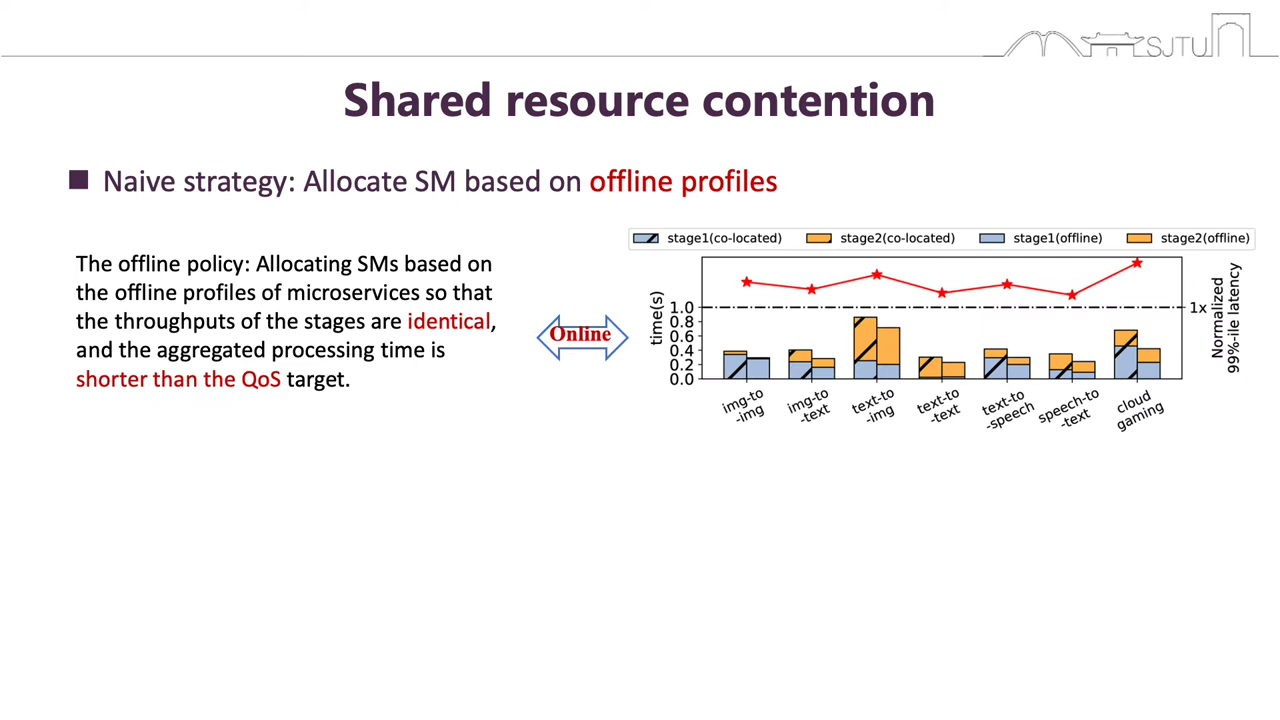 SJTU
Shared resource contention
Naive strategy: Allocate SM based on offline profiles
The offline policy: Allocating SMs based on
the offline profiles of microservices so that
the throughputs of the stages are identical,
and the aggregated processing time is
shorter than the QoS target.
Online
stage1(co-located) stage2(co-located) stage1(offline) stage2(offline)
time(s)
1.0
0.8
0.6
0.4
0.2
0.0
1x
Normalized
99%-ile latency
img-to
-img
img-to
-text
text-to
-img
text-to
-text
text-to
-speech
speech-to
-text
cloud
gaming